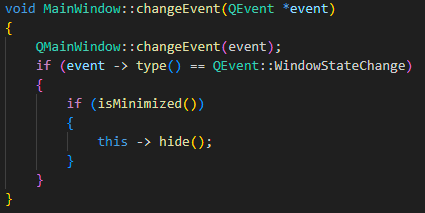 void MainWindow::changeEvent(QEvent *event)
{
    QMainWindow::changeEvent(event);
    if (event -> type() == QEvent::WindowStateChange)
    {
        if (isMinimized())
        {
            this -> hide();
        }
    }
}